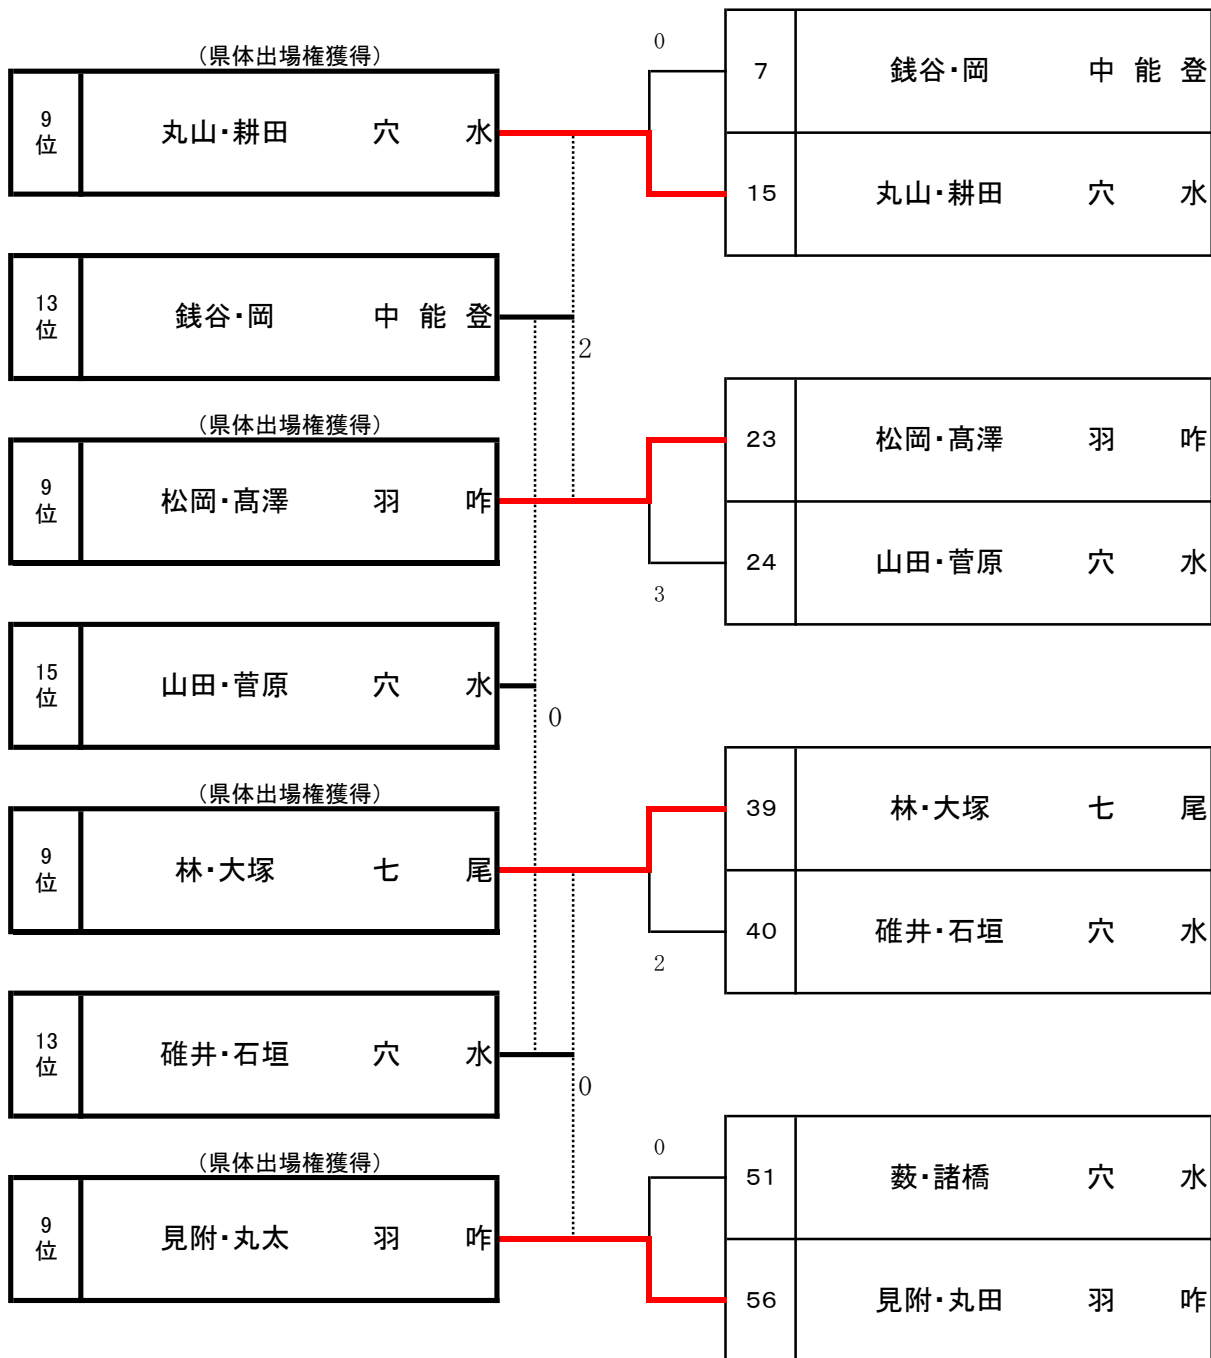 （県体出場権獲得）
9位 丸山・耕田 穴水
13位 銭谷・岡 中能登
2
（県体出場権獲得）
9位 松岡・髙澤 羽咋
15位 山田・菅原 穴水
0
（県体出場権獲得）
9位 林・大塚 七尾
13位 碓井・石垣 穴水
0
（県体出場権獲得）
9位 見附・丸太 羽咋
0
7 銭谷・岡 中能登
15 丸山・耕田 穴水
23 松岡・髙澤 羽咋
24 山田・菅原 穴水
3
39 林・大塚 七尾
40 碓井・石垣 穴水
2
0
51 薮・諸橋 穴水
56 見附・丸田 羽咋